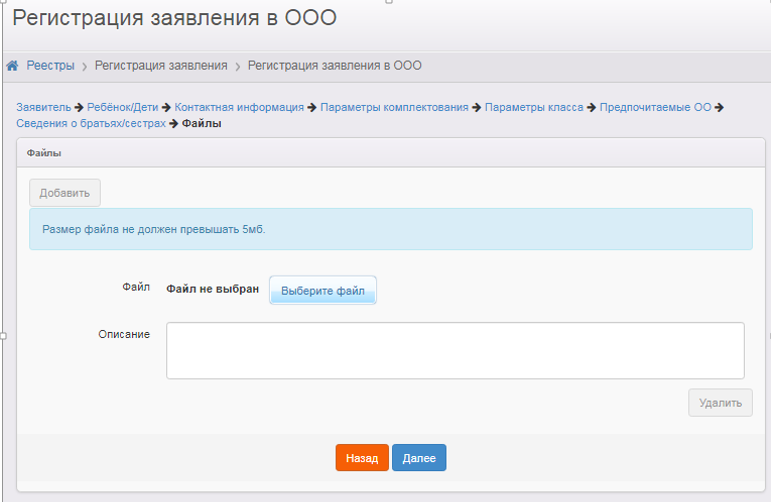 Регистрация заявления в ООО
Реестры > Регистрация заявления > Регистрация заявления в ООО
Заявитель ➔ Ребёнок/Дети ➔ Контактная информация ➔ Параметры комплектования ➔ Параметры класса ➔ Предпочитаемые ОО ➔
Сведения о братьях/сестрах ➔ Файлы
Файлы
Добавить
Размер файла не должен превышать 5мб.
Файл Файл не выбран Выберите файл
Описание
Удалить
Назад Далее